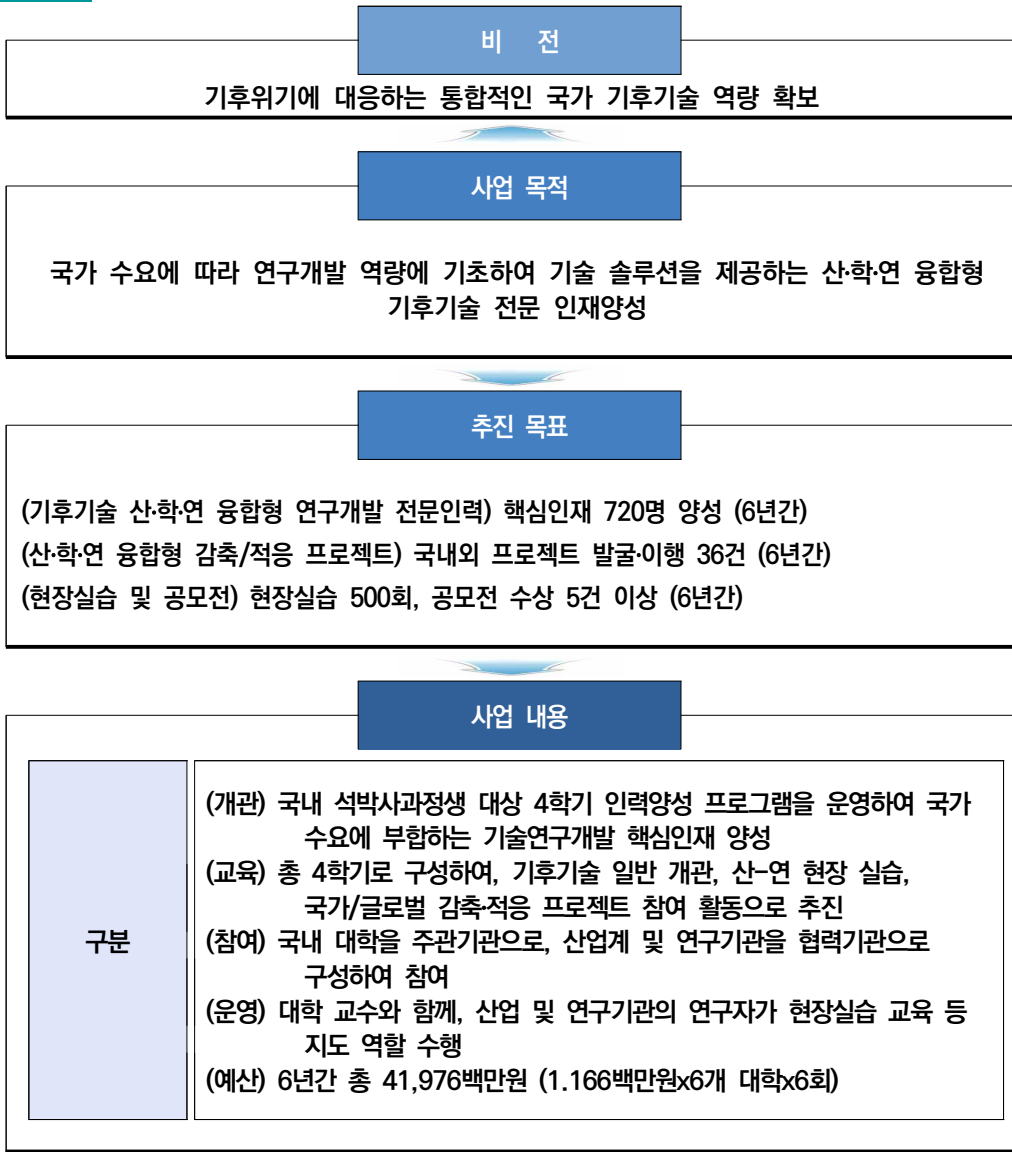 비 전
기후위기에 대응하는 통합적인 국가 기후기술 역량 확보
사업 목적
국가 수요에 따라 연구개발 역량에 기초하여 기술 솔루션을 제공하는 산·학·연 융합형
기후기술 전문 인재양성
추진 목표
(기후기술 산·학·연 융합형 연구개발 전문인력) 핵심인재 720명 양성 (6년간)
(산·학·연 융합형 감축/적응 프로젝트) 국내외 프로젝트 발굴·이행 36건 (6년간)
(현장실습 및 공모전) 현장실습 500회, 공모전 수상 5건 이상 (6년간)
사업 내용
구분
(개관) 국내 석박사과정생 대상 4학기 인력양성 프로그램을 운영하여 국가
수요에 부합하는 기술연구개발 핵심인재 양성
(교육) 총 4학기로 구성하여, 기후기술 일반 개관, 산-연 현장 실습,
국가/글로벌 감축·적응 프로젝트 참여 활동으로 추진
(참여) 국내 대학을 주관기관으로, 산업계 및 연구기관을 협력기관으로
구성하여 참여
(운영) 대학 교수와 함께, 산업 및 연구기관의 연구자가 현장실습 교육 등
지도 역할 수행
(예산) 6년간 총 41,976백만원 (1.166백만원x6개 대학x6회)